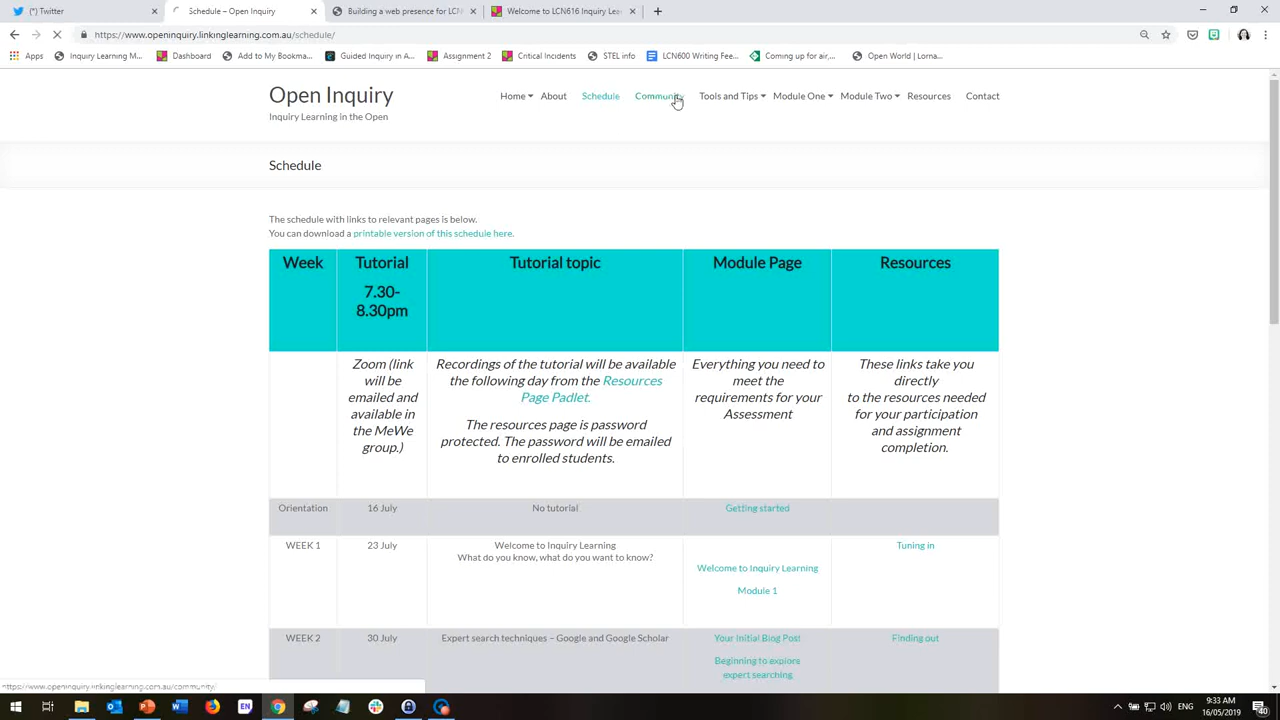 (*) Twitter
Schedule – Open Inquiry
Building a web presence for LCN
Welcome to LCN616 Inquiry Lea
https://www.openinquiry.linkinglearning.com.au/schedule/
Apps
Inquiry Learning M...
Dashboard
Add to My Bookma...
Guided Inquiry in A...
Assignment 2
Critical Incidents
STEL info
LCN600 Writing Fee...
Coming up for air,...
Open World | Lorna...
Open Inquiry
Inquiry Learning in the Open
Home
About
Schedule
Community
Tools and Tips
Module One
Module Two
Resources
Contact
Schedule
The schedule with links to relevant pages is below.
You can download a printable version of this schedule here.
Week
Tutorial
7.30-
8.30pm
Tutorial topic
Module Page
Resources
Zoom (link
will be
emailed and
available in
the MeWe
group.)
Recordings of the tutorial will be available
the following day from the Resources
Page Padlet.
The resources page is password
protected. The password will be emailed
to enrolled students.
Everything you need to
meet the
requirements for your
Assessment
These links take you
directly
to the resources needed
for your participation
and assignment
completion.
Orientation
16 July
No tutorial
Getting started
WEEK 1
23 July
Welcome to Inquiry Learning
What do you know, what do you want to know?
Welcome to Inquiry Learning
Module 1
Tuning in
WEEK 2
30 July
Expert search techniques – Google and Google Scholar
Your Initial Blog Post
Beginning to explore
expert searching
Finding out
https://www.openinquiry.linkinglearning.com.au/community/
EN
ENG
9:33 AM
16/05/2019
40